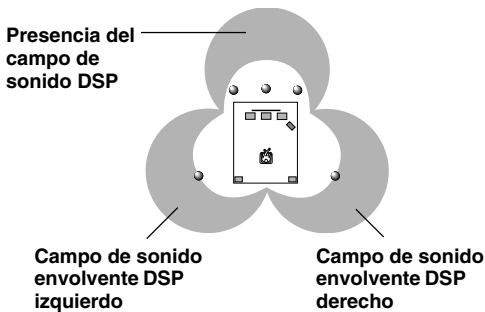 Presencia del
campo de
sonido DSP
Campo de sonido
envolvente DSP
izquierdo
Campo de sonido
envolvente DSP
derecho